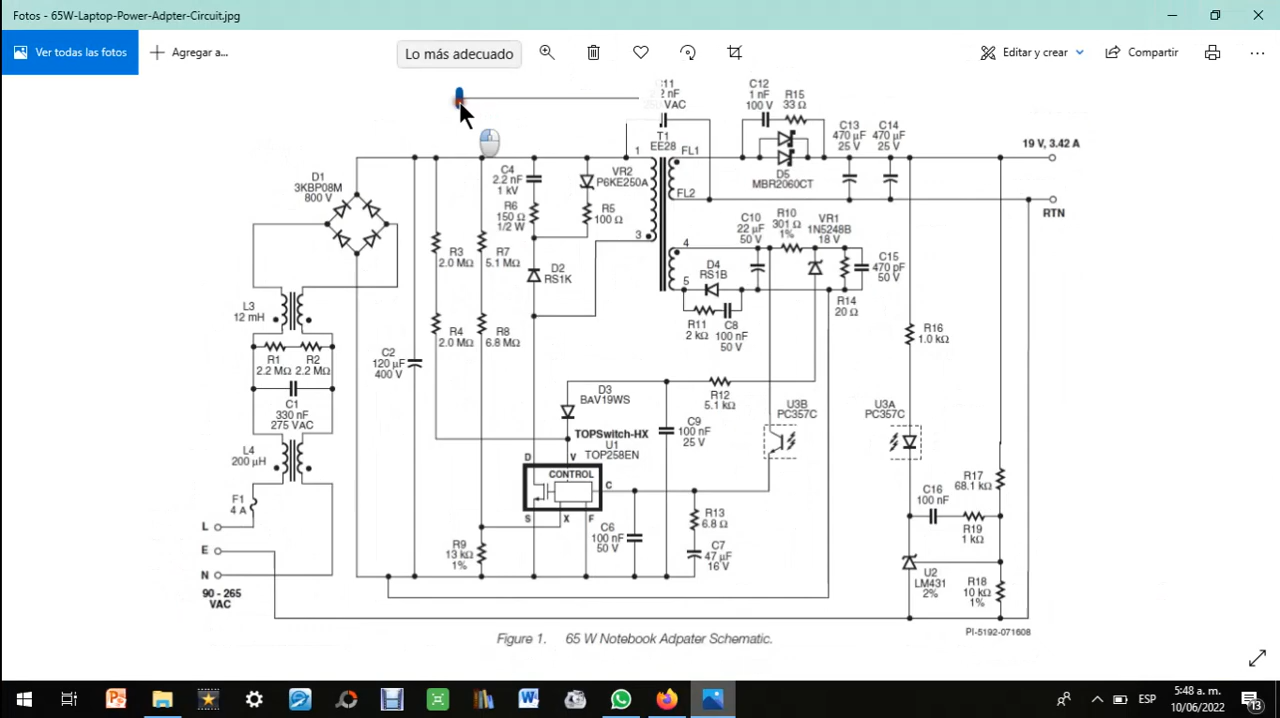 Fotos - 65W-Laptop-Power-Adpter-Circuit.jpg
Ver todas las fotos
Agregar a...
Lo más adecuado
Editar y crear
Compartir
C12
1 nF
100 V
R15
33 Ω
C13
470 µF
25 V
C14
470 µF
25 V
19 V, 3.42 A
RTN
T1
EE28
1
3
FL1
FL2
4
5
D5
MBR2060CT
D1
3KBP08M
800 V
C4
2.2 nF
1 kV
VR2
P6KE250A
R6
150 Ω
1/2 W
R5
100 Ω
C10
22 µF
50 V
R10
301 Ω
1%
VR1
1N5248B
18 V
R3
2.0 MΩ
R7
5.1 MΩ
D2
RS1K
D4
RS1B
C15
470 pF
50 V
R14
20 Ω
L3
12 mH
R11
2 kΩ
C8
100 nF
50 V
R4
2.0 MΩ
R8
6.8 MΩ
R16
1.0 kΩ
R1
2.2 MΩ
R2
2.2 MΩ
C2
120 µF
400 V
C1
330 nF
275 VAC
D3
BAV19WS
R12
5.1 kΩ
U3B
PC357C
U3A
PC357C
C9
100 nF
25 V
TOPSwitch-HX
U1
TOP258EN
L4
200 µH
D
V
CONTROL
C
S
X
F
F1
4 A
R17
68.1 kΩ
C16
100 nF
R19
1 kΩ
L
E
N
90 - 265
VAC
R9
13 kΩ
1%
C6
100 nF
50 V
R13
6.8 Ω
C7
47 µF
16 V
U2
LM431
2%
R18
10 kΩ
1%
PI-5192-071608
Figure 1. 65 W Notebook Adpater Schematic.
ESP
5:48 a. m.
10/06/2022
13